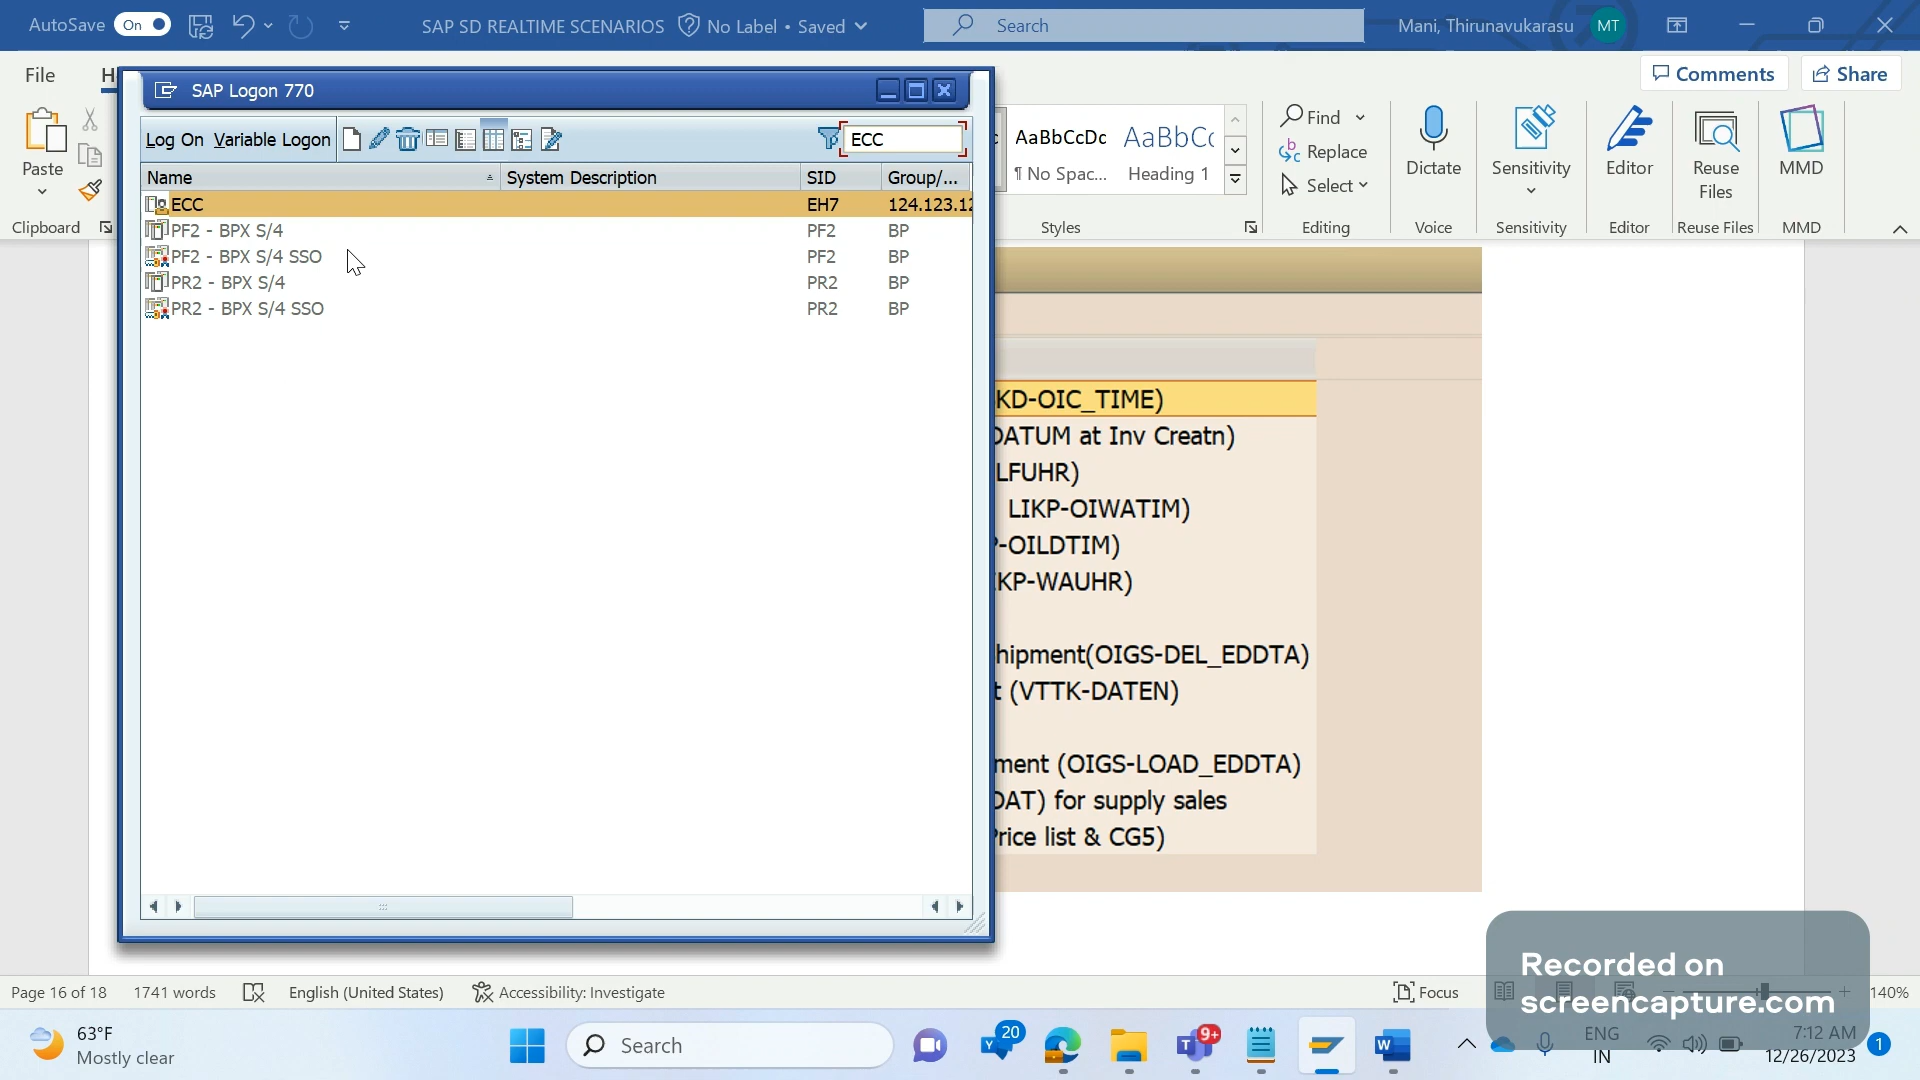 AutoSave On SAP SD REALTIME SCENARIOS No Label • Saved Search Mani, Thirunavukarasu MT
File Comments Share
SAP Logon 770
Log On Variable Logon ECC
Name System Description SID Group/...
ECC EH7 124.123.12
PF2 - BPX S/4 PF2 BP
PF2 - BPX S/4 SSO PF2 BP
PR2 - BPX S/4 PR2 BP
PR2 - BPX S/4 SSO PR2 BP
Paste
Clipboard
AaBbCcDc AaBbCc
¶ No Spac... Heading 1
Styles
Find
Replace
Select
Editing
Dictate
Voice
Sensitivity
Sensitivity
Editor
Editor
Reuse
Files
Reuse Files
MMD
MMD
KD-OIC_TIME)
DATUM at Inv Creatn)
LFUHR)
LIKP-OIWATIM)
P-OILDTIM)
IKP-WAUHR)
hipment(OIGS-DEL_EDDTA)
t (VTTK-DATEN)
ment (OIGS-LOAD_EDDTA)
DAT) for supply sales
Price list & CG5)
Page 16 of 18 1741 words English (United States) Accessibility: Investigate Focus 140%
Recorded on
screencapture.com
63°F
Mostly clear
Search
20
9+
ENG
IN
7:12 AM
12/26/2023
1